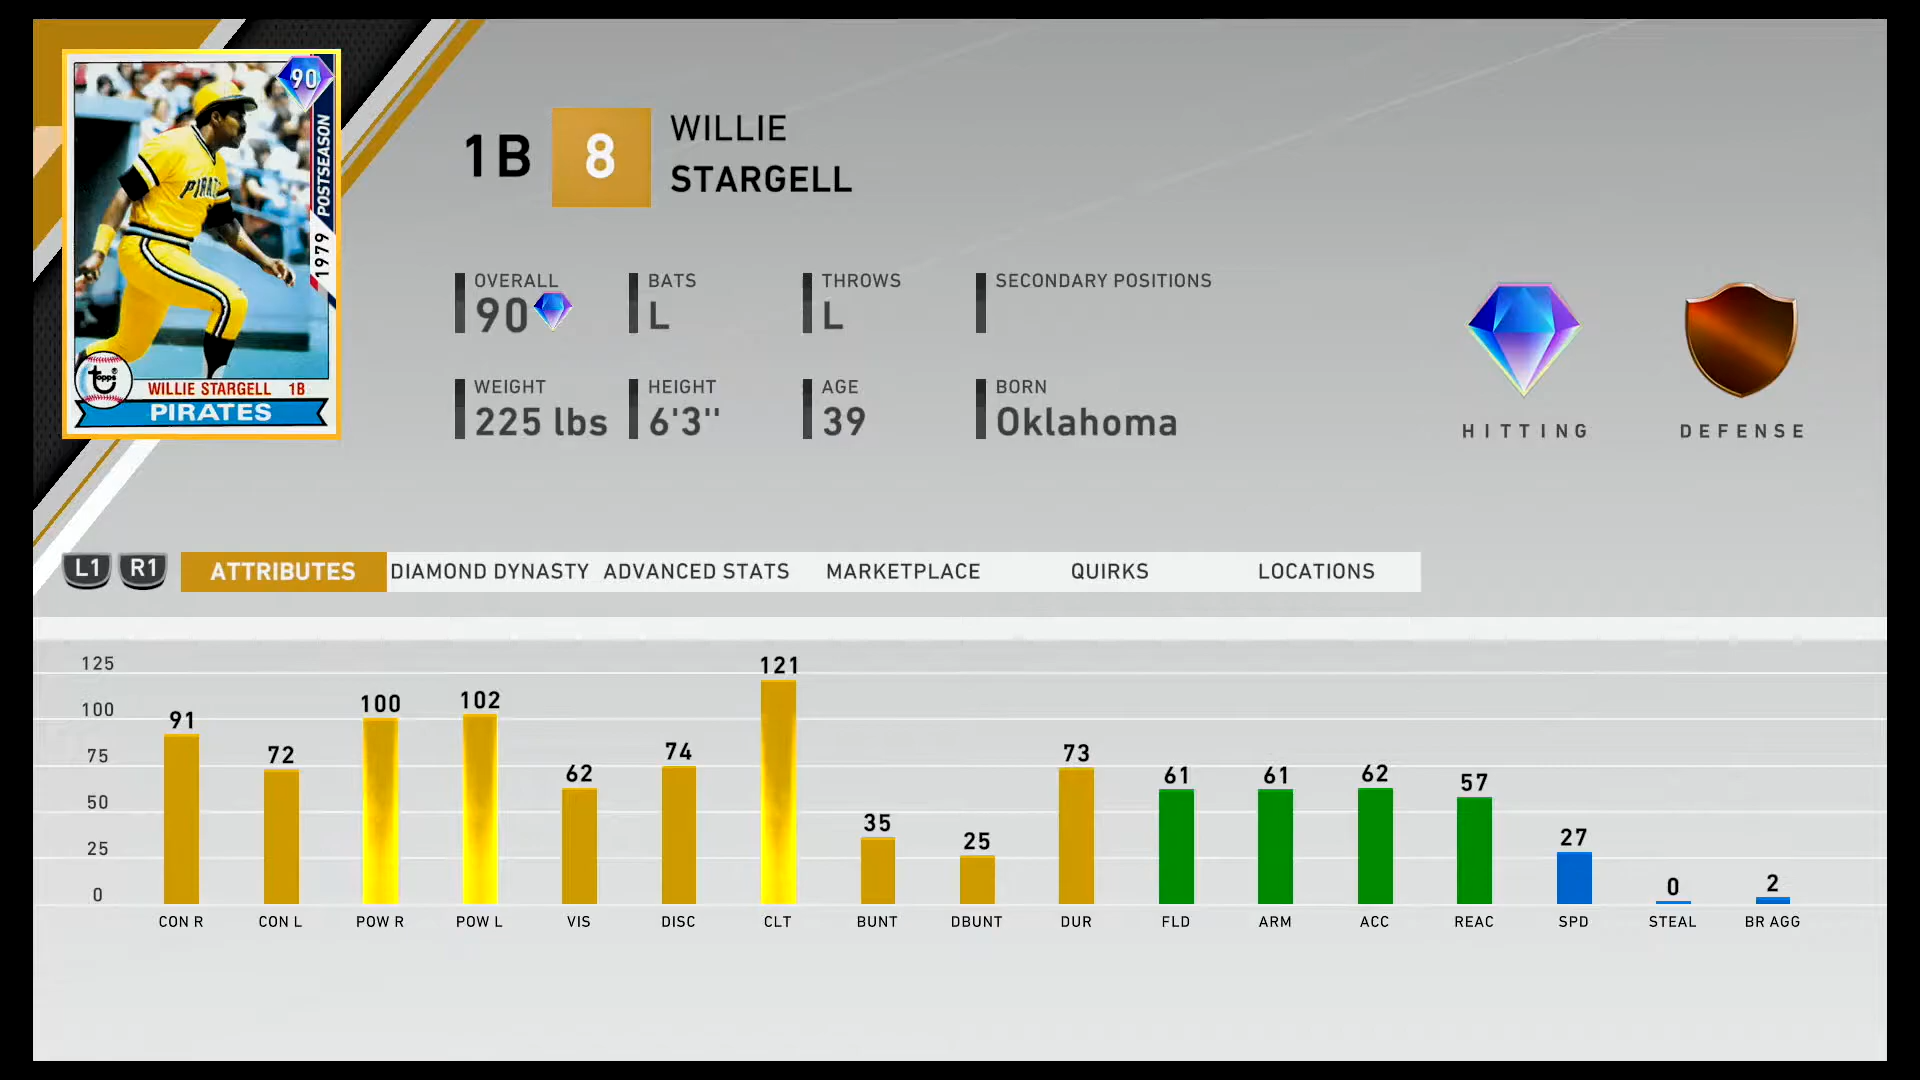 90
1979 POSTSEASON
PIRAT
topps
WILLIE STARGELL 1B
PIRATES
1B
8
WILLIE
STARGELL
OVERALL
90
BATS
L
THROWS
L
SECONDARY POSITIONS
WEIGHT
225 lbs
HEIGHT
6'3''
AGE
39
BORN
Oklahoma
HITTING
DEFENSE
L1 R1 ATTRIBUTES DIAMOND DYNASTY ADVANCED STATS MARKETPLACE QUIRKS LOCATIONS
125
100
75
50
25
0
91 72 100 102 62 74 121 35 25 73 61 61 62 57 27 0 2
CON R CON L POW R POW L VIS DISC CLT BUNT DBUNT DUR FLD ARM ACC REAC SPD STEAL BR AGG